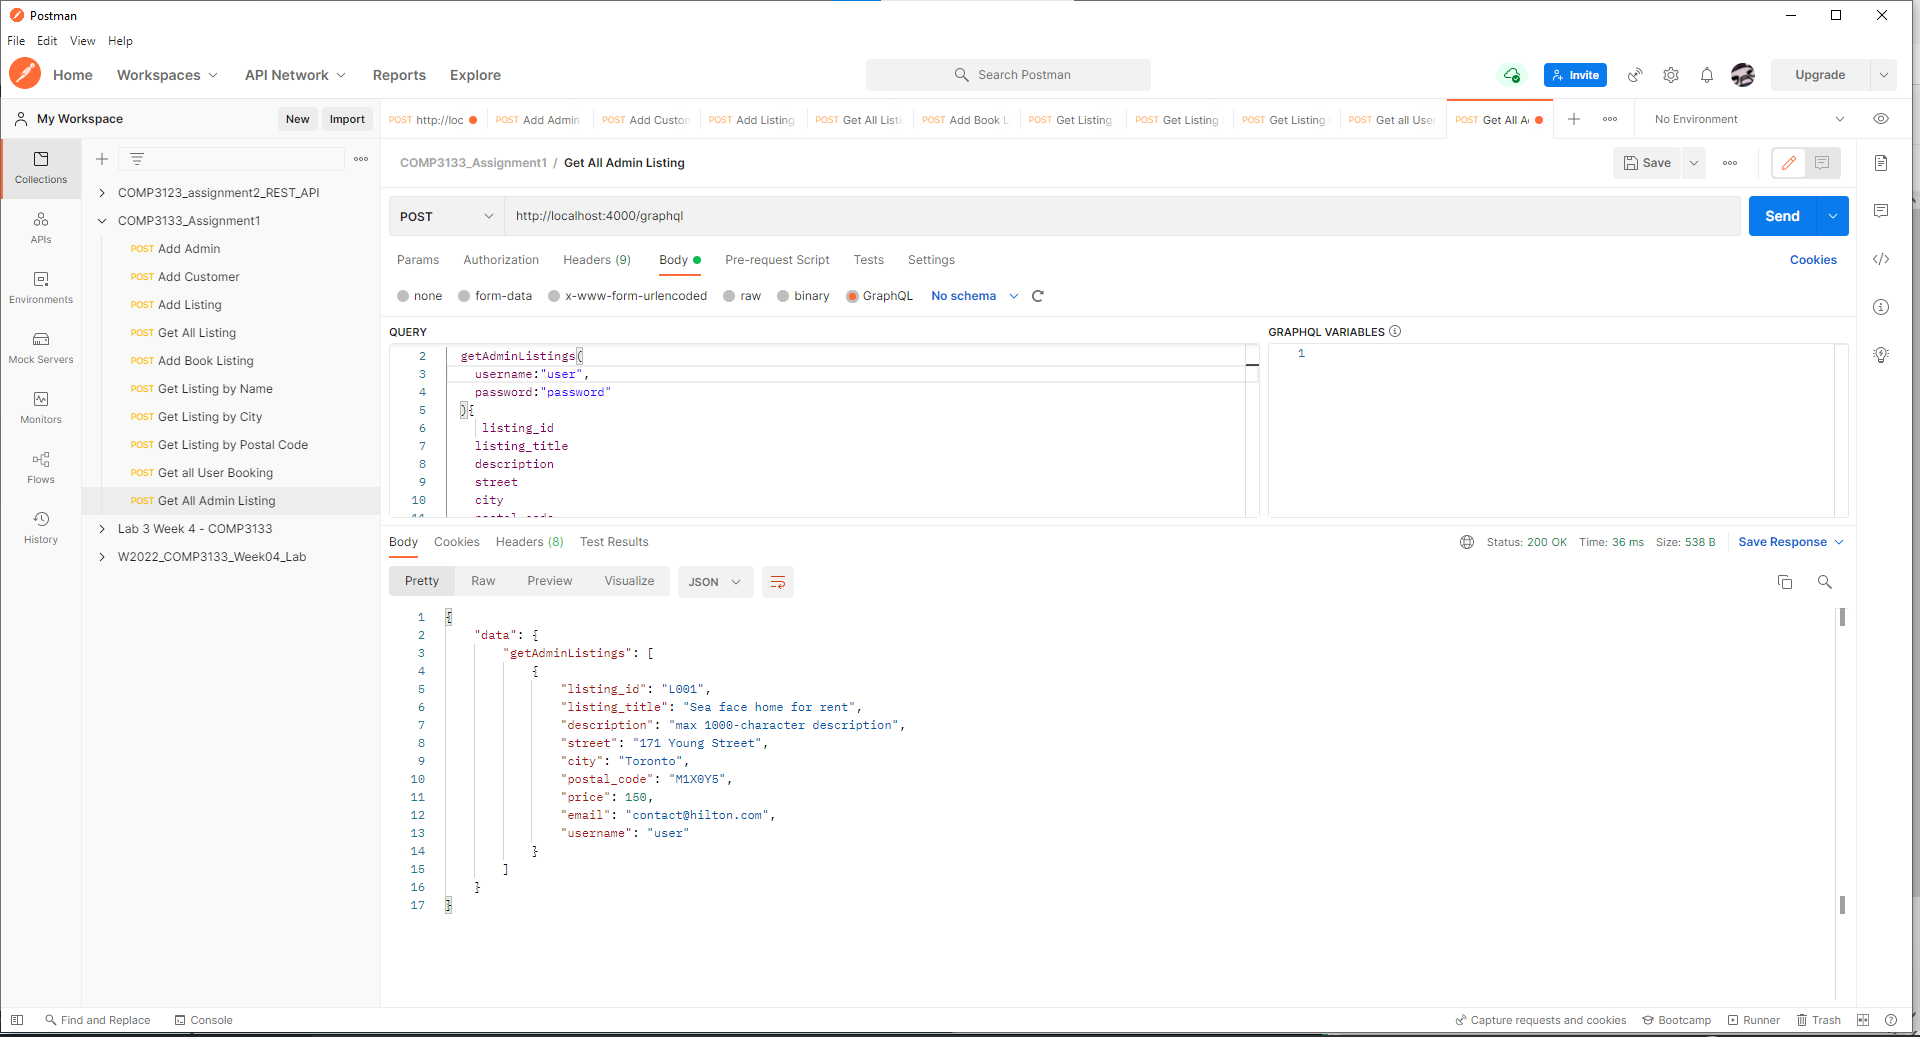 Postman
File Edit View Help
Home Workspaces API Network Reports Explore
Search Postman
Invite
Upgrade
My Workspace
New Import
POST http://loc
POST Add Admin
POST Add Custon
POST Add Listing
POST Get All Listi
POST Add Book L
POST Get Listing
POST Get Listing
POST Get Listing
POST Get all User
POST Get All A
No Environment
Collections
APIs
Environments
Mock Servers
Monitors
Flows
History
COMP3123_assignment2_REST_API
COMP3133_Assignment1
POST Add Admin
POST Add Customer
POST Add Listing
POST Get All Listing
POST Add Book Listing
POST Get Listing by Name
POST Get Listing by City
POST Get Listing by Postal Code
POST Get all User Booking
POST Get All Admin Listing
Lab 3 Week 4 - COMP3133
W2022_COMP3133_Week04_Lab
COMP3133_Assignment1 / Get All Admin Listing
Save
POST http://localhost:4000/graphql
Send
Params Authorization Headers (9) Body Pre-request Script Tests Settings
Cookies
none form-data x-www-form-urlencoded raw binary GraphQL No schema
QUERY
2 getAdminListings(
3 username:"user",
4 password:"password"
5 ){
6 listing_id
7 listing_title
8 description
9 street
10 city
GRAPHQL VARIABLES
1
Body Cookies Headers (8) Test Results
Status: 200 OK Time: 36 ms Size: 538 B Save Response
Pretty Raw Preview Visualize JSON
1 {
2 "data": {
3 "getAdminListings": [
4 {
5 "listing_id": "L001",
6 "listing_title": "Sea face home for rent",
7 "description": "max 1000-character description",
8 "street": "171 Young Street",
9 "city": "Toronto",
10 "postal_code": "M1X0Y5",
11 "price": 150,
12 "email": "contact@hilton.com",
13 "username": "user"
14 }
15 ]
16 }
17 }
Find and Replace Console
Capture requests and cookies Bootcamp Runner Trash